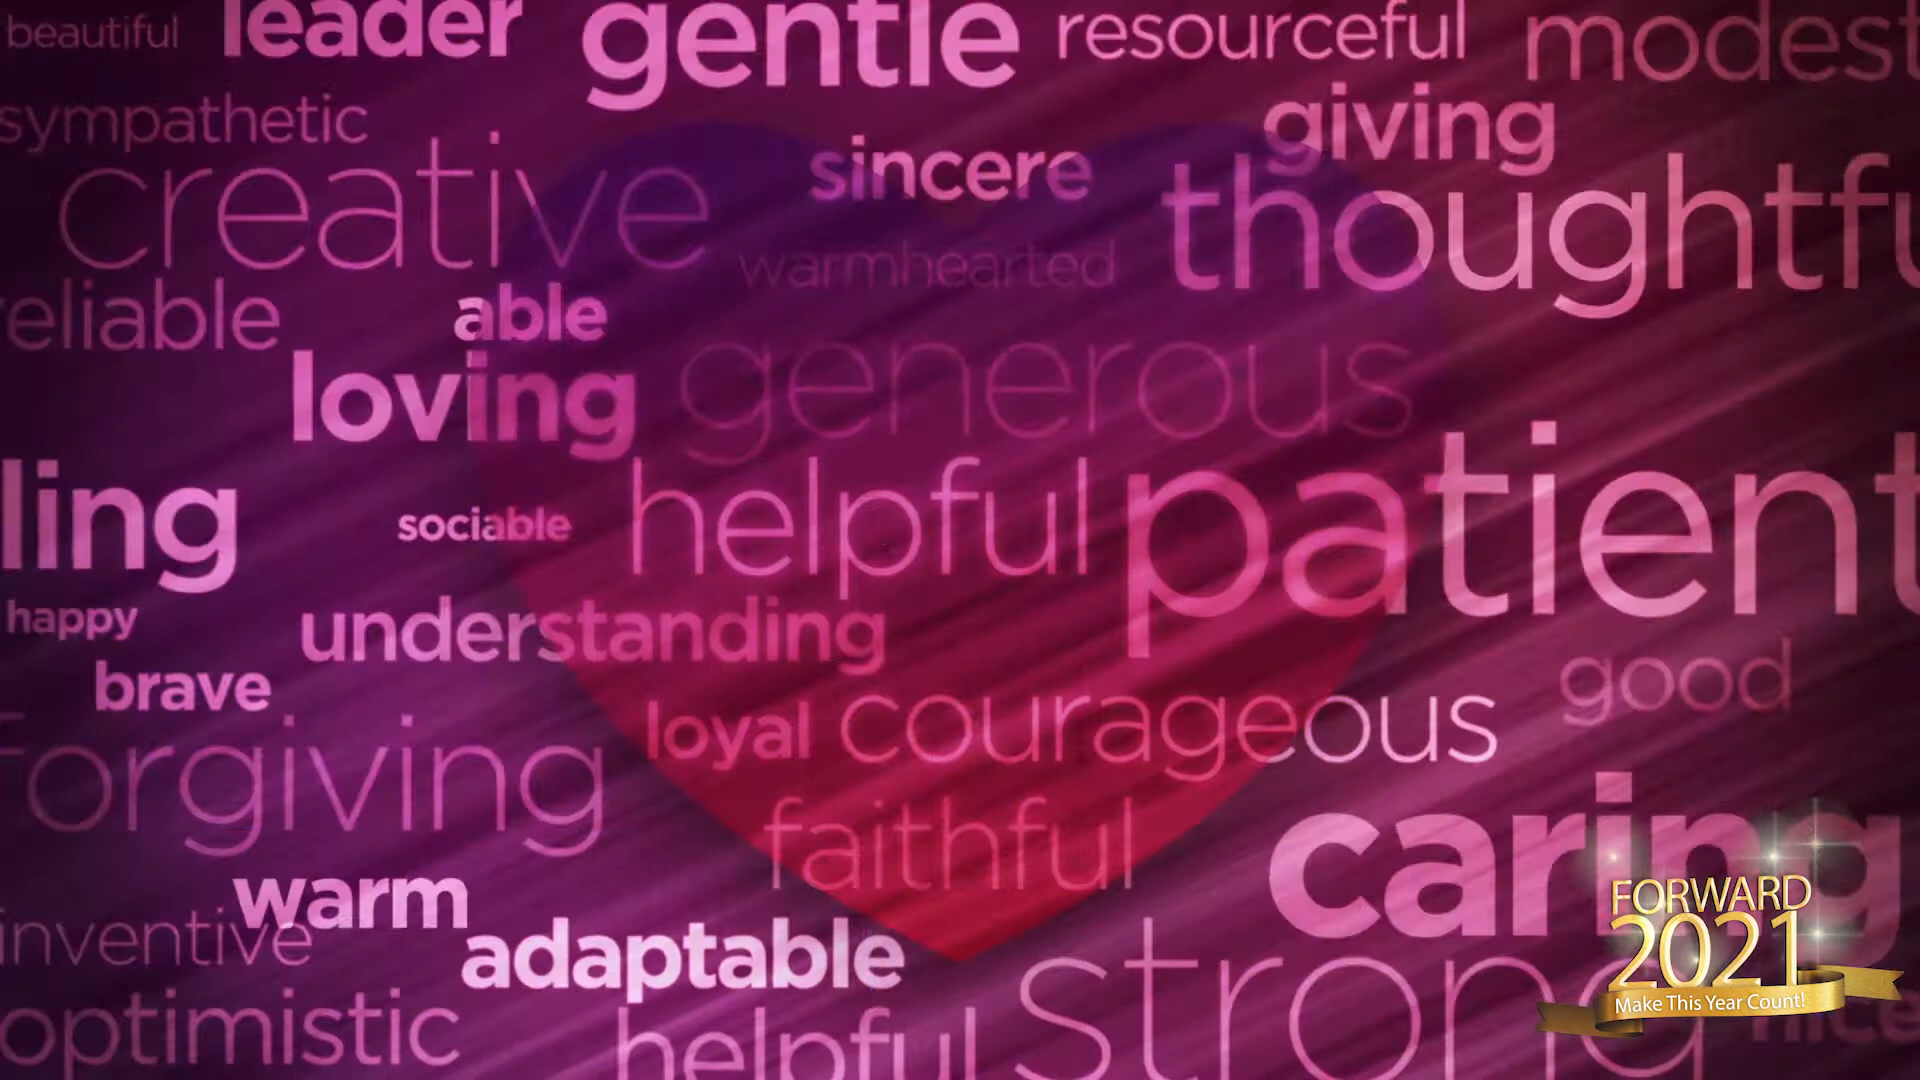 beautiful leader gentle resourceful modest
sympathetic giving
creative sincere thoughtfu
warmhearted
reliable able
loving generous
ling sociable helpful patient
happy understanding
brave good
forgiving loyal courageous
faithful caring
warm
inventive adaptable
optimistic helpful strong nice
FORWARD
2021
Make This Year Count!